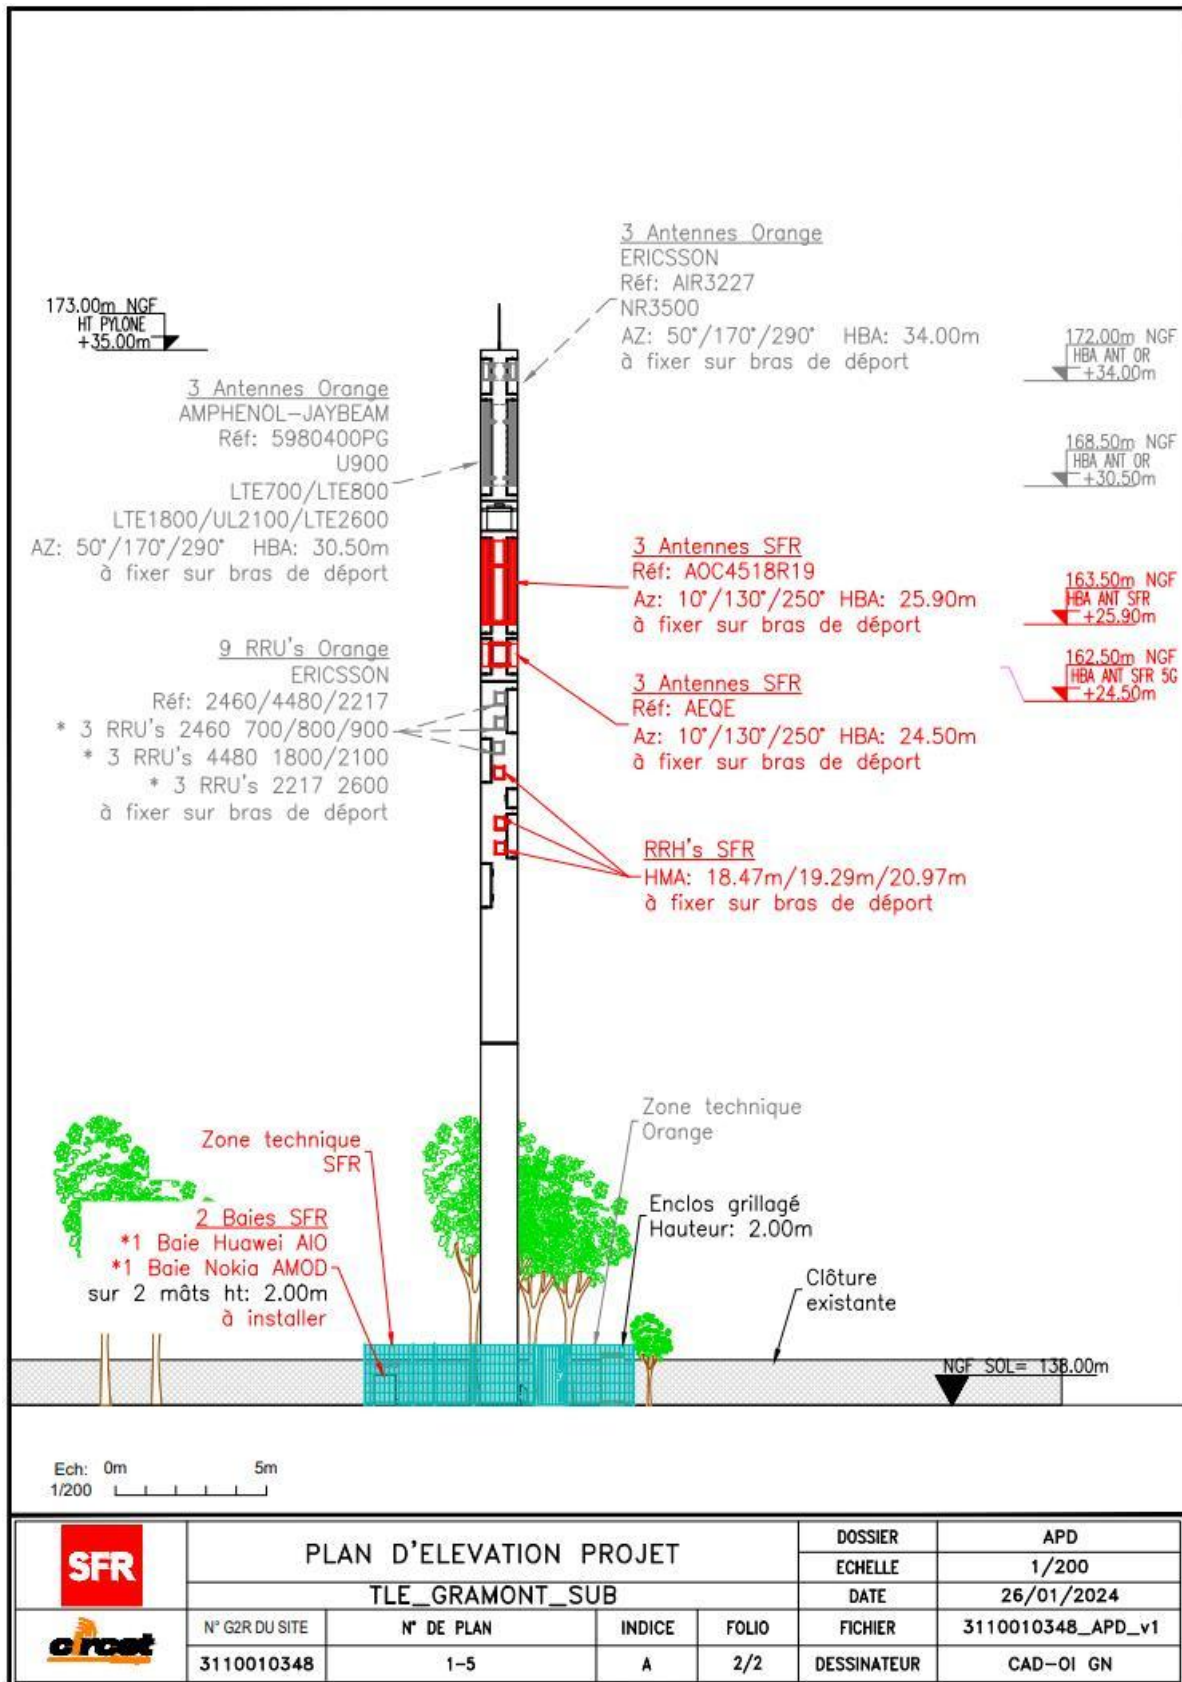 3 Antennes Orange
ERICSSON
Réf: AIR3227
NR3500
AZ: 50°/170°/290° HBA: 34.00m
à fixer sur bras de départ
173.00m NGF
HT PYLONE
+35.00m
172.00m NGF
HBA ANT OR
+34.00m
3 Antennes Orange
AMPHENOL-JAYBEAM
Réf: 5980400PG
U900
LTE700/LTE800
LTE1800/UL2100/LTE2600
AZ: 50°/170°/290° HBA: 30.50m
à fixer sur bras de départ
168.50m NGF
HBA ANT OR
+30.50m
3 Antennes SFR
Réf: AOC4518R19
Az: 10°/130°/250° HBA: 25.90m
à fixer sur bras de départ
163.50m NGF
HBA ANT SFR
+25.90m
9 RRU's Orange
ERICSSON
Réf: 2460/4480/2217
* 3 RRU's 2460 700/800/900
* 3 RRU's 4480 1800/2100
* 3 RRU's 2217 2600
à fixer sur bras de départ
3 Antennes SFR
Réf: AEQE
Az: 10°/130°/250° HBA: 24.50m
à fixer sur bras de départ
162.50m NGF
HBA ANT SFR 5G
+24.50m
RRH's SFR
HMA: 18.47m/19.29m/20.97m
à fixer sur bras de départ
Zone technique
Orange
Zone technique
SFR
Enclos grillagé
Hauteur: 2.00m
2 Baies SFR
*1 Baie Huawei AIO
*1 Baie Nokia AMOD
sur 2 mâts ht: 2.00m
à installer
Clôture
existante
NGF SOL= 138.00m
Ech: 0m 5m
1/200
SFR
PLAN D'ELEVATION PROJET
DOSSIER APD
ECHELLE 1/200
TLE_GRAMONT_SUB
DATE 26/01/2024
circet
N° G2R DU SITE N° DE PLAN INDICE FOLIO FICHIER 3110010348_APD_v1
3110010348 1-5 A 2/2 DESSINATEUR CAD-OI GN